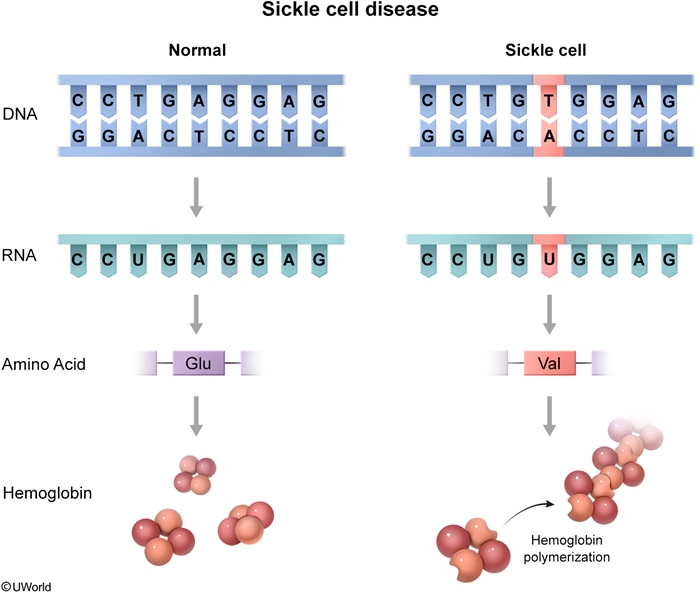 Sickle cell disease
Normal
Sickle cell
DNA
C C T G A G G A G
G G A C T C C T C
C C T G T G G A G
G G A C A C C T C
RNA
C C U G A G G A G
C C U G U G G A G
Amino Acid
Glu
Val
Hemoglobin
Hemoglobin
polymerization
©UWorld